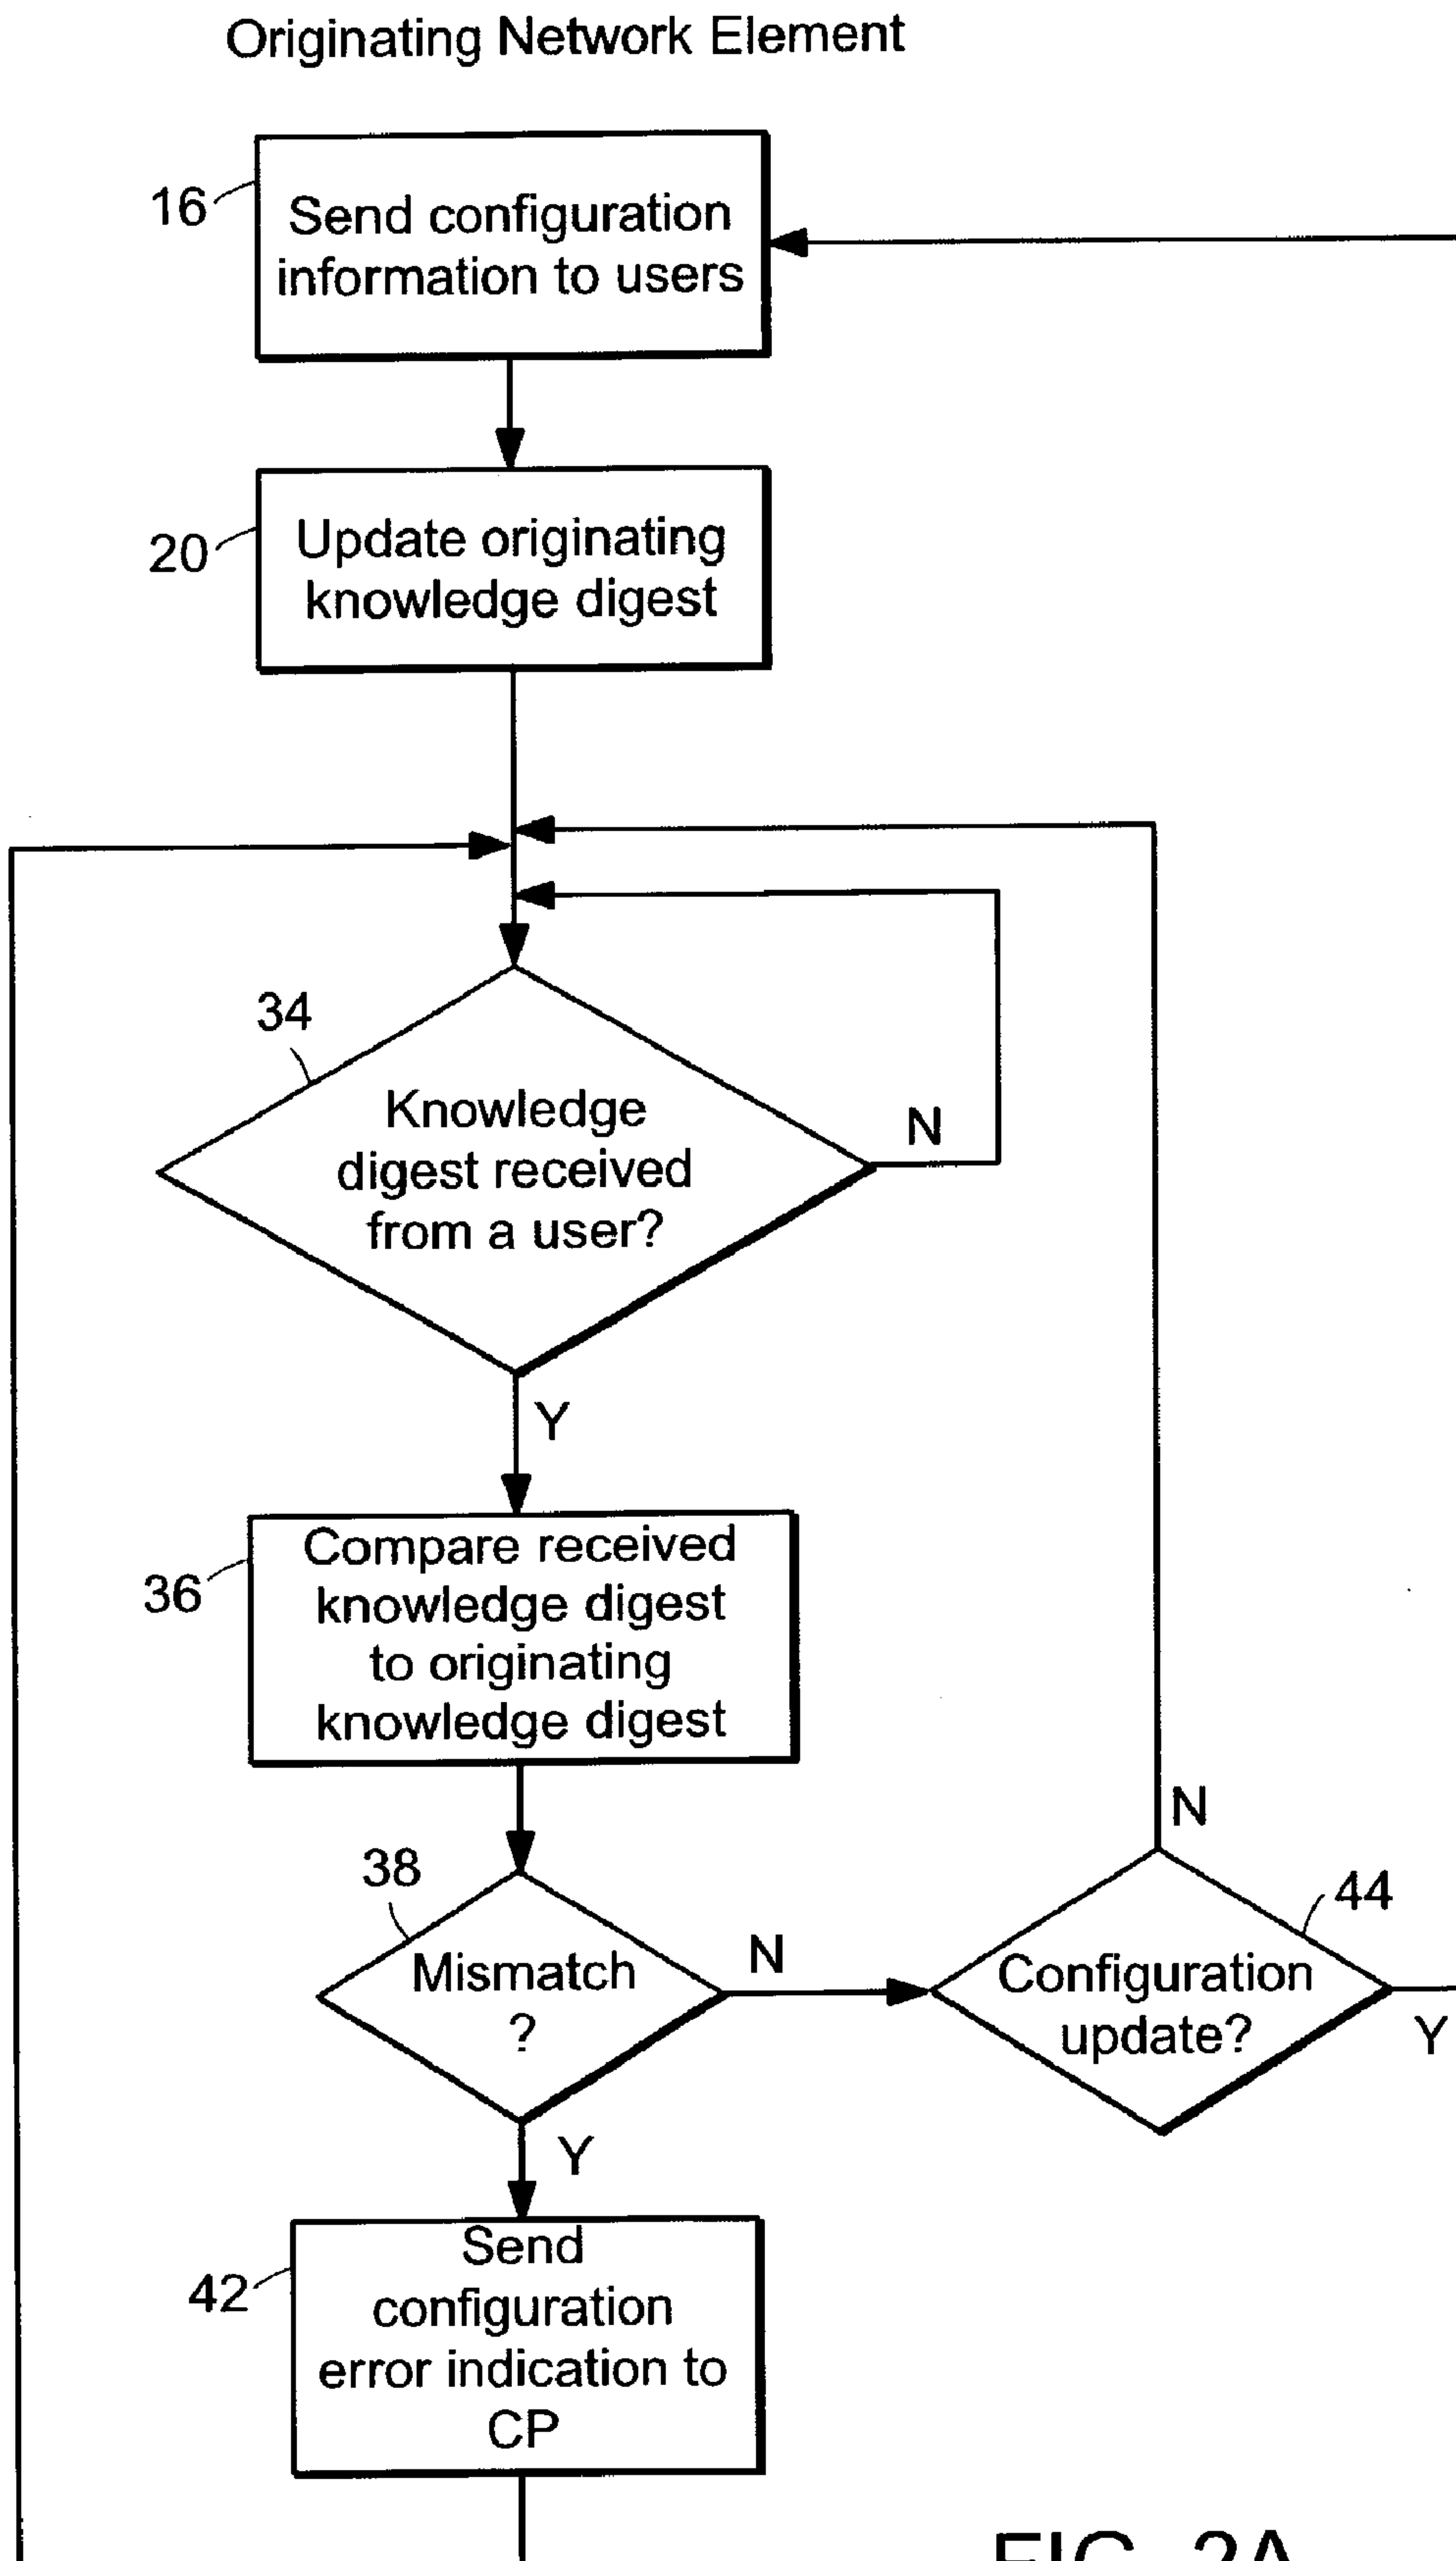 Originating Network Element
16
Send configuration
information to users
20
Update originating
knowledge digest
34
Knowledge
digest received
from a user?
N
Y
36
Compare received
knowledge digest
to originating
knowledge digest
38
Mismatch
?
N
Y
N
44
Configuration
update?
Y
42
Send
configuration
error indication to
CP
FIG. 2A